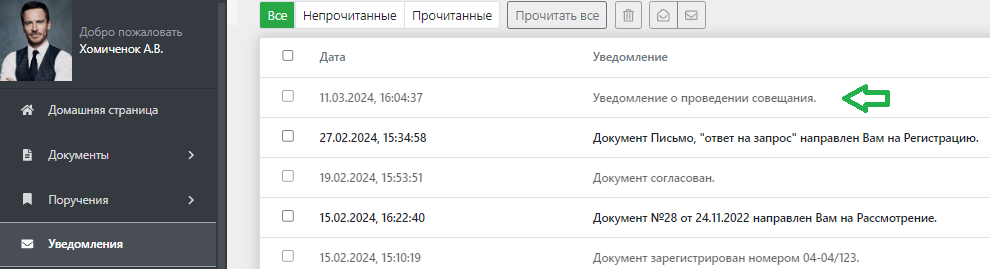 Добро пожаловать
Хомиченок А.В.
Домашняя страница
Документы
Поручения
Уведомления
Все Непрочитанные Прочитанные Прочитать все
Дата Уведомление
11.03.2024, 16:04:37 Уведомление о проведении совещания.
27.02.2024, 15:34:58 Документ Письмо, "ответ на запрос" направлен Вам на Регистрацию.
19.02.2024, 15:53:51 Документ согласован.
15.02.2024, 16:22:40 Документ №28 от 24.11.2022 направлен Вам на Рассмотрение.
15.02.2024, 15:10:19 Документ зарегистрирован номером 04-04/123.